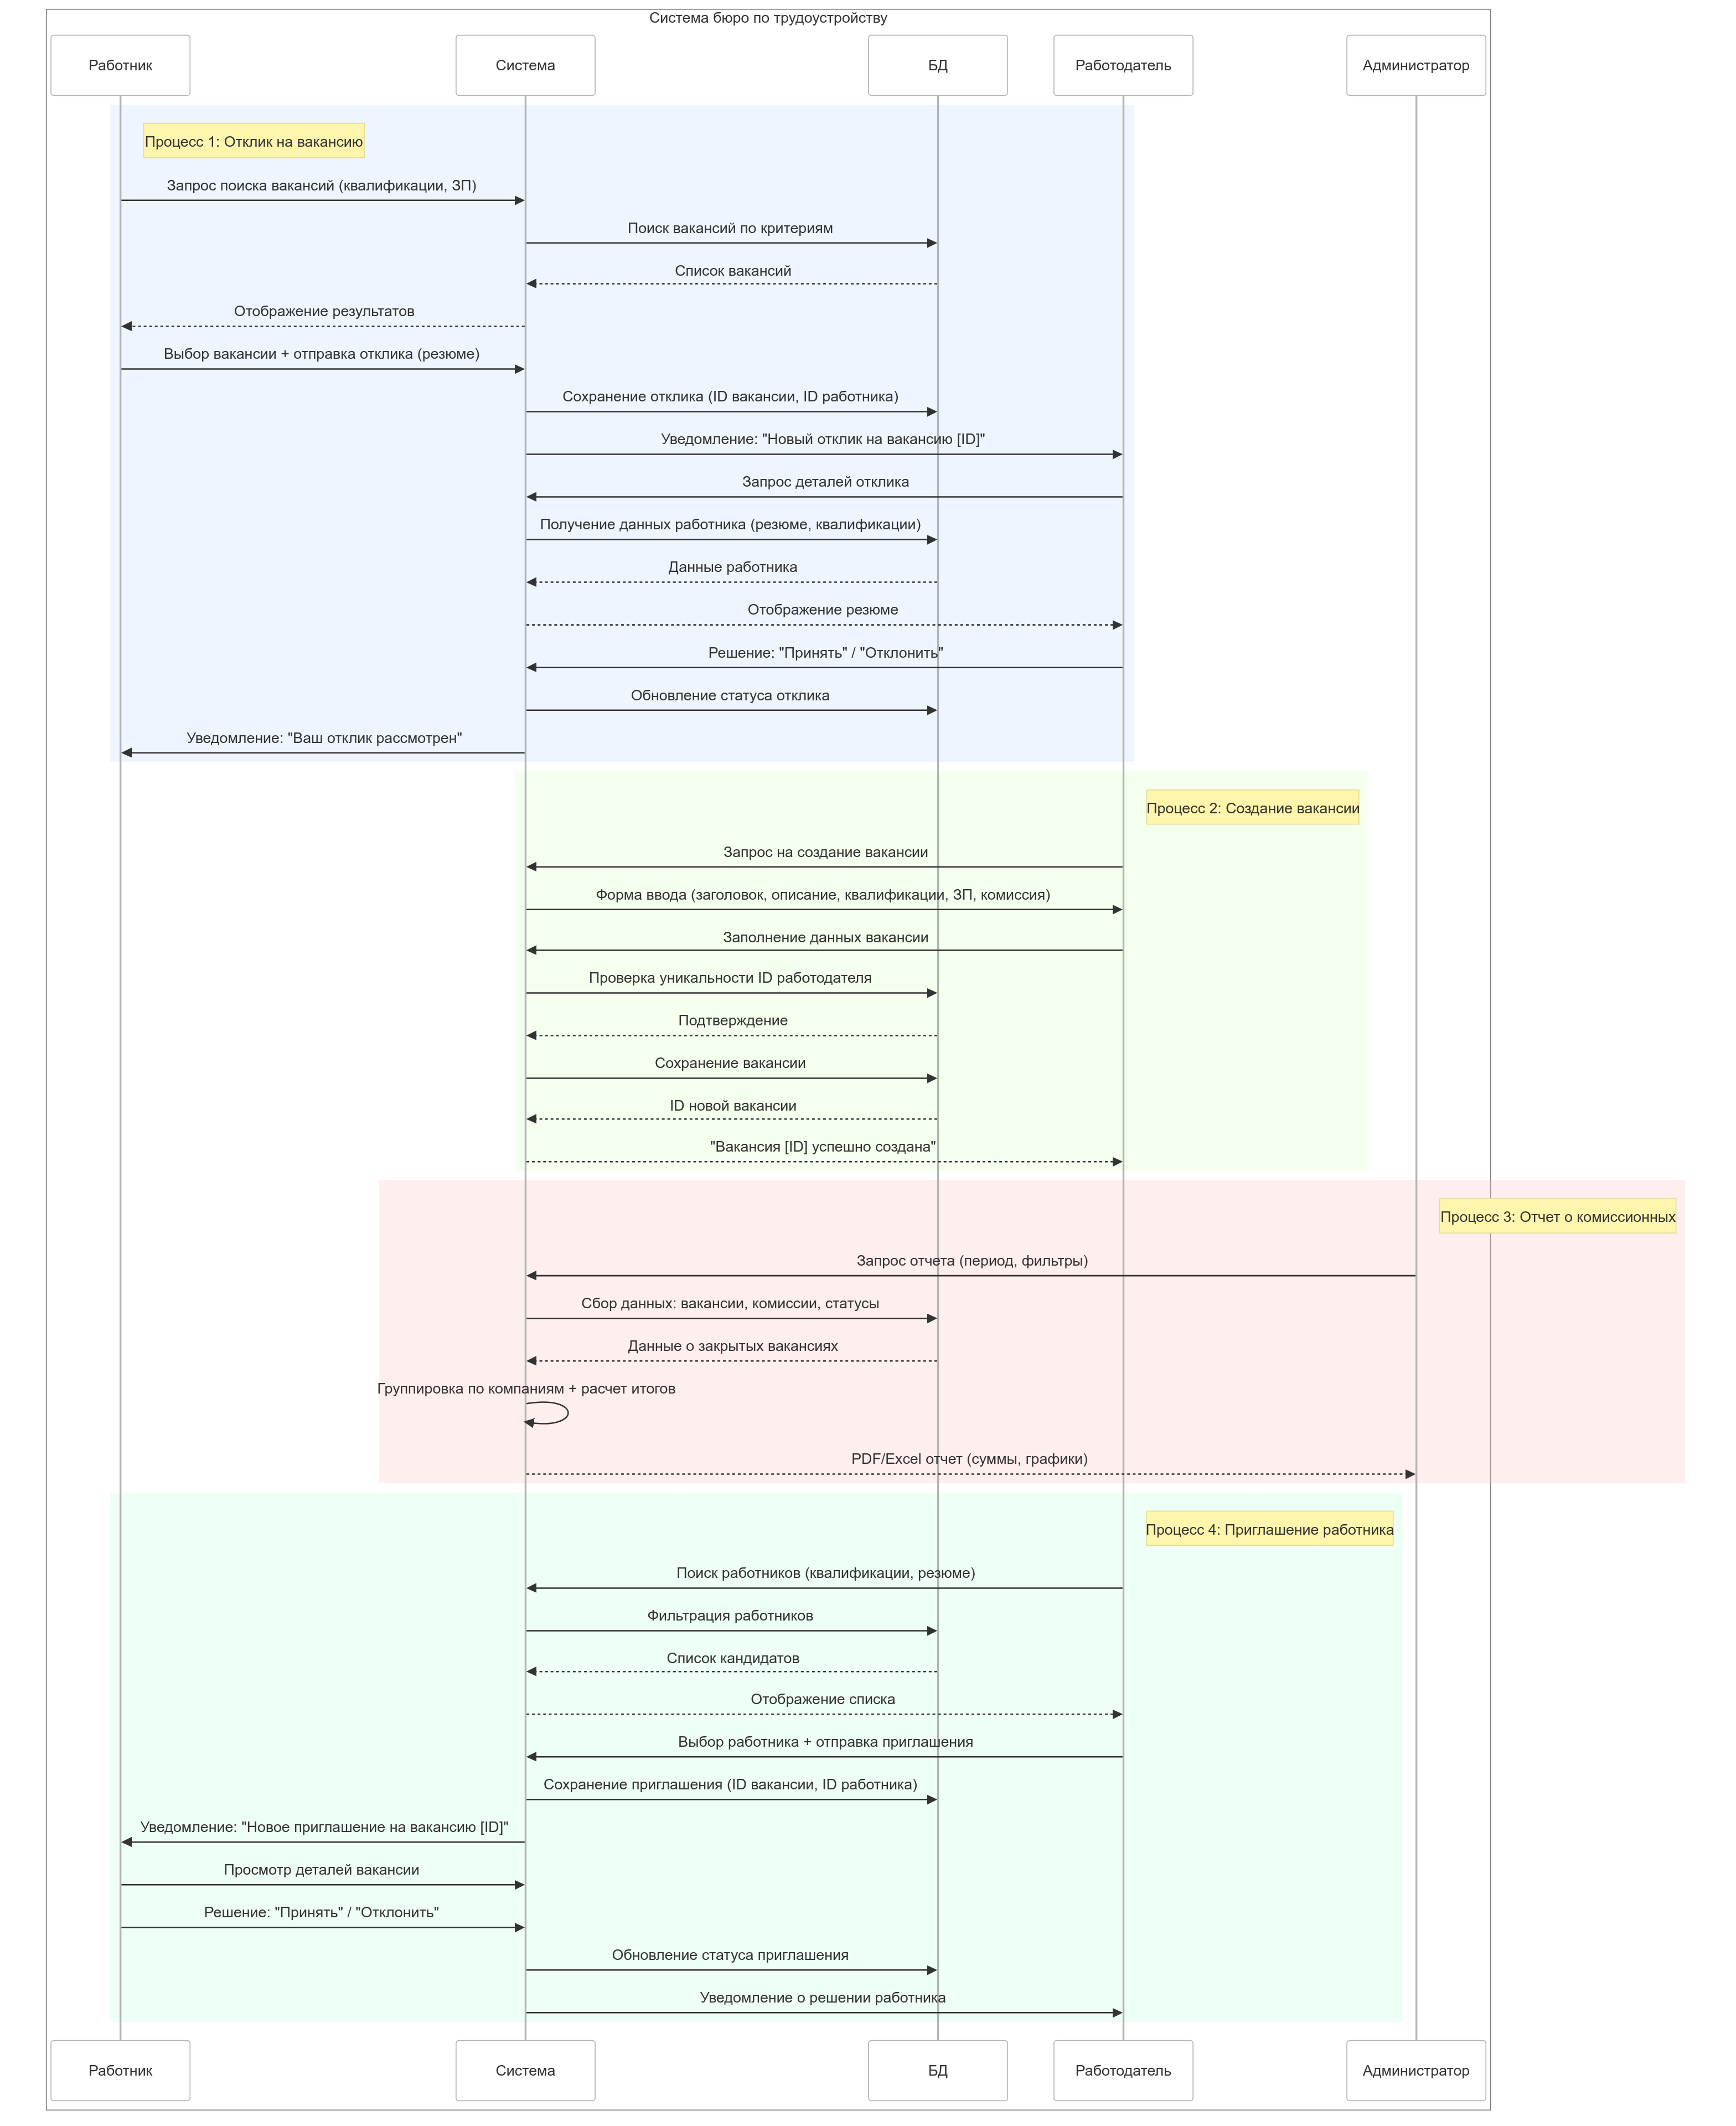 Система бюро по трудоустройству
Работник
Система
БД
Работодатель
Администратор
Процесс 1: Отклик на вакансию
Запрос поиска вакансий (квалификации, ЗП)
Поиск вакансий по критериям
Список вакансий
Отображение результатов
Выбор вакансии + отправка отклика (резюме)
Сохранение отклика (ID вакансии, ID работника)
Уведомление: "Новый отклик на вакансию [ID]"
Запрос деталей отклика
Получение данных работника (резюме, квалификации)
Данные работника
Отображение резюме
Решение: "Принять" / "Отклонить"
Обновление статуса отклика
Уведомление: "Ваш отклик рассмотрен"
Процесс 2: Создание вакансии
Запрос на создание вакансии
Форма ввода (заголовок, описание, квалификации, ЗП, комиссия)
Заполнение данных вакансии
Проверка уникальности ID работодателя
Подтверждение
Сохранение вакансии
ID новой вакансии
"Вакансия [ID] успешно создана"
Процесс 3: Отчет о комиссионных
Запрос отчета (период, фильтры)
Сбор данных: вакансии, комиссии, статусы
Данные о закрытых вакансиях
Группировка по компаниям + расчет итогов
PDF/Excel отчет (суммы, графики)
Процесс 4: Приглашение работника
Поиск работников (квалификации, резюме)
Фильтрация работников
Список кандидатов
Отображение списка
Выбор работника + отправка приглашения
Сохранение приглашения (ID вакансии, ID работника)
Уведомление: "Новое приглашение на вакансию [ID]"
Просмотр деталей вакансии
Решение: "Принять" / "Отклонить"
Обновление статуса приглашения
Уведомление о решении работника
Работник
Система
БД
Работодатель
Администратор